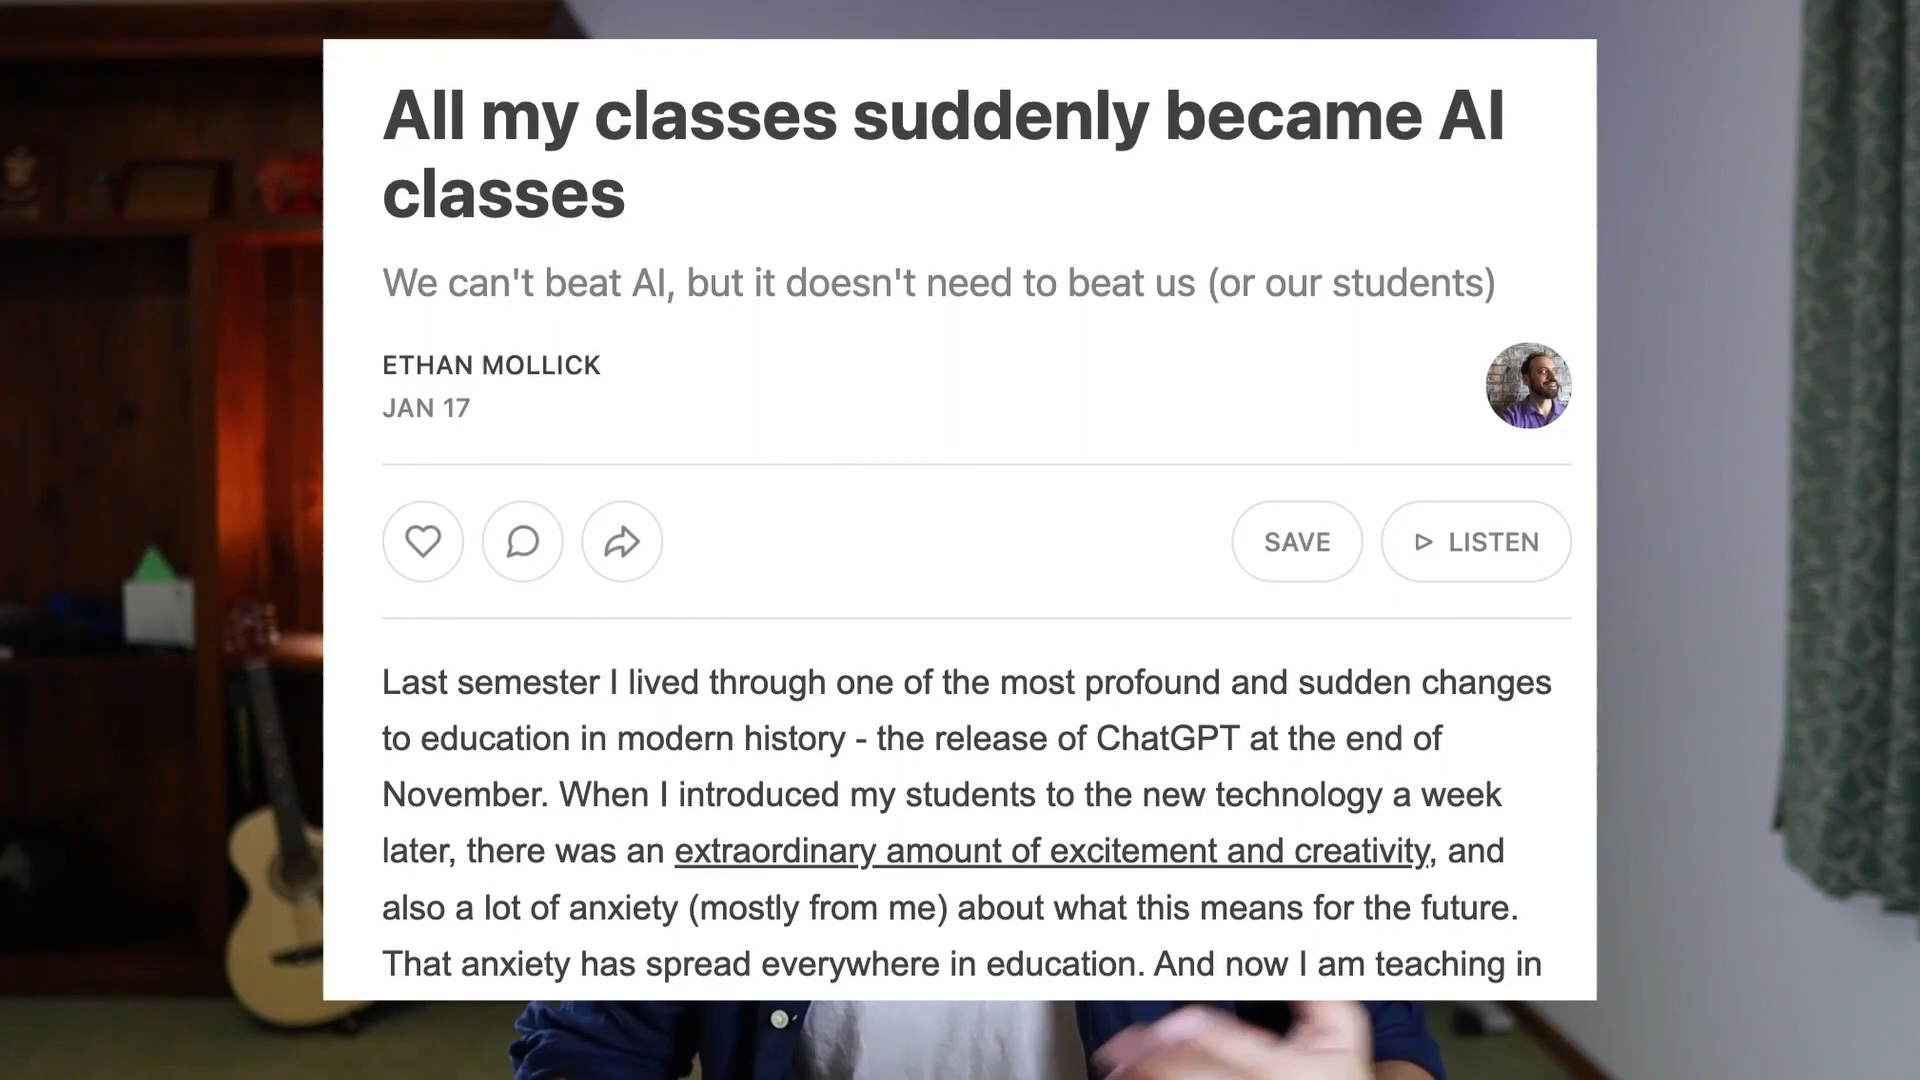 All my classes suddenly became AI
classes
We can't beat AI, but it doesn't need to beat us (or our students)
ETHAN MOLLICK
JAN 17
SAVE
LISTEN
Last semester I lived through one of the most profound and sudden changes
to education in modern history - the release of ChatGPT at the end of
November. When I introduced my students to the new technology a week
later, there was an extraordinary amount of excitement and creativity, and
also a lot of anxiety (mostly from me) about what this means for the future.
That anxiety has spread everywhere in education. And now I am teaching in